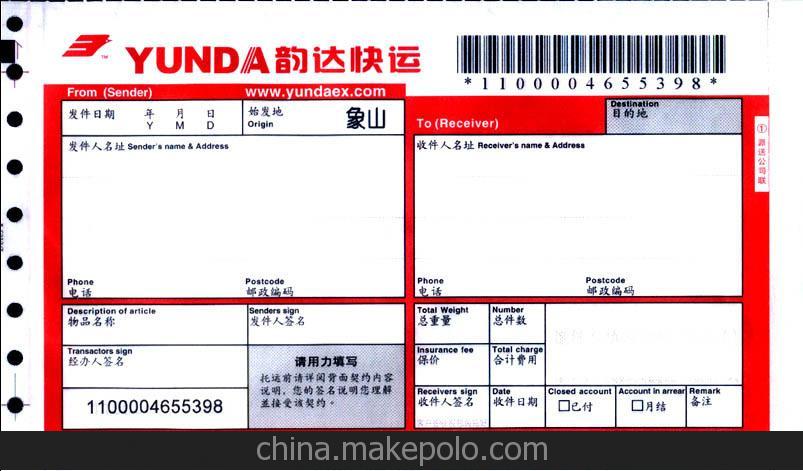 YUNDA韵达快运
TM
*1100004655398*
From (Sender)
www.yundaex.com
发件日期 年 月 日
Y M D
始发地
Origin
象山
To (Receiver)
Destination
目的地
①派送公司联
发件人名址 Sender's name & Address
收件人名址 Receiver's name & Address
Phone
电话
Postcode
邮政编码
Phone
电话
Postcode
邮政编码
Description of article
物品名称
Senders sign
发件人签名
Total Weight
总重量
Number
总件数
Transactors sign
经办人签名
请用力填写
托运前请详阅背面契约内容
说明，您的签名说明您理解
并接受该契约。
Insurance fee
保价
Total charge
合计费用
1100004655398
Receivers sign
收件人签名
Date
收件日期
Closed account
□已付
Account in arrear
□月结
Remark
备注
china.makepolo.com